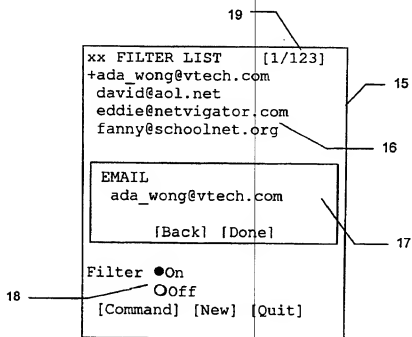 19
xx FILTER LIST [1/123]
+ada_wong@vtech.com
david@aol.net
15
eddie@netvigator.com
fanny@schoolnet.org
16
EMAIL
ada_wong@vtech.com
[Back] [Done]
17
Filter ●On
18
○Off
[Command] [New] [Quit]